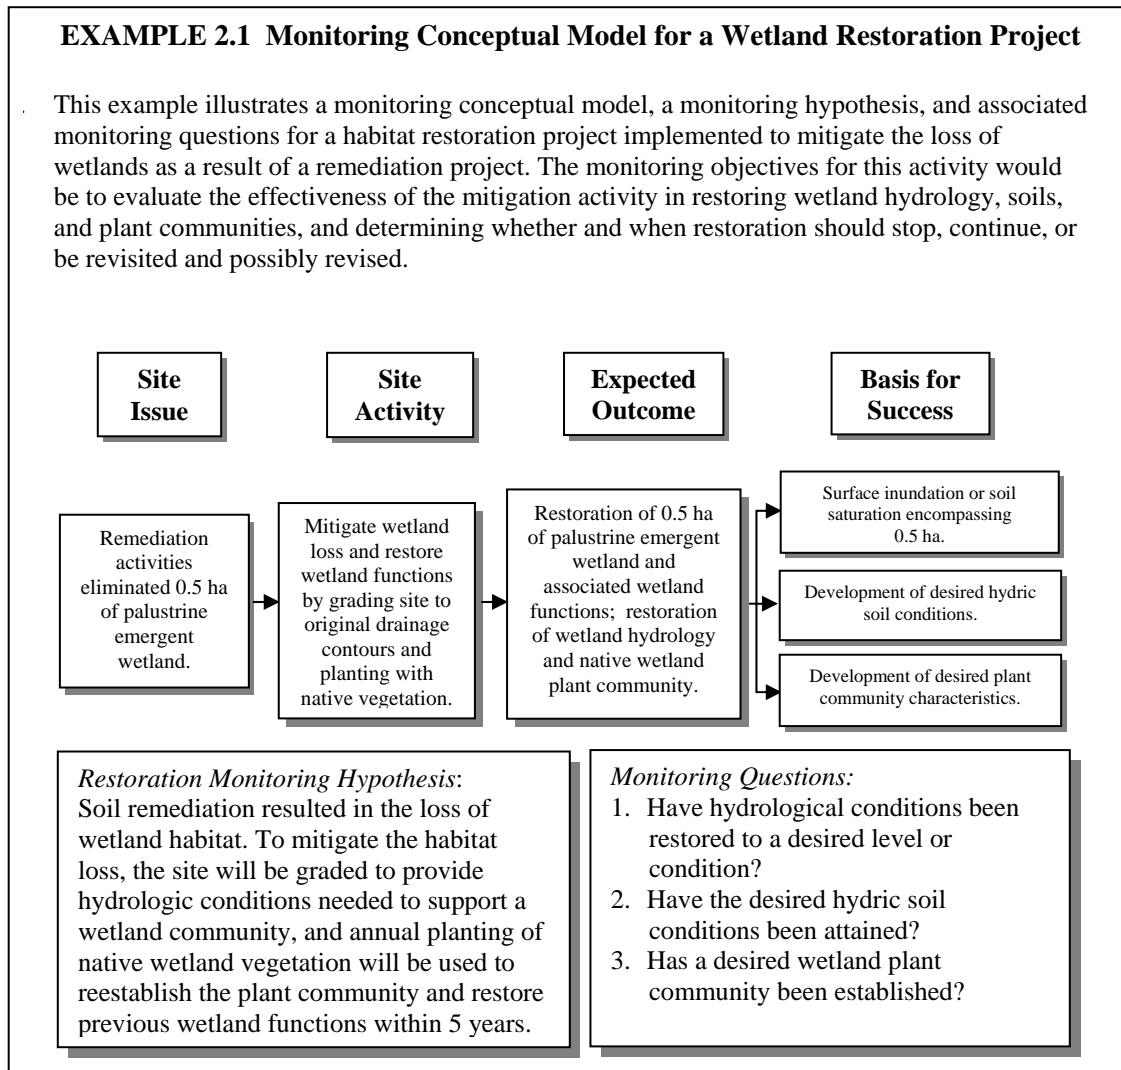 EXAMPLE 2.1 Monitoring Conceptual Model for a Wetland Restoration Project
This example illustrates a monitoring conceptual model, a monitoring hypothesis, and associated
monitoring questions for a habitat restoration project implemented to mitigate the loss of
wetlands as a result of a remediation project. The monitoring objectives for this activity would
be to evaluate the effectiveness of the mitigation activity in restoring wetland hydrology, soils,
and plant communities, and determining whether and when restoration should stop, continue, or
be revisited and possibly revised.
Site
Issue
Site
Activity
Expected
Outcome
Basis for
Success
Remediation
activities
eliminated 0.5 ha
of palustrine
emergent
wetland.
Mitigate wetland
loss and restore
wetland functions
by grading site to
original drainage
contours and
planting with
native vegetation.
Restoration of 0.5 ha
of palustrine emergent
wetland and
associated wetland
functions; restoration
of wetland hydrology
and native wetland
plant community.
Surface inundation or soil
saturation encompassing
0.5 ha.
Development of desired hydric
soil conditions.
Development of desired plant
community characteristics.
Restoration Monitoring Hypothesis:
Soil remediation resulted in the loss of
wetland habitat. To mitigate the habitat
loss, the site will be graded to provide
hydrologic conditions needed to support a
wetland community, and annual planting of
native wetland vegetation will be used to
reestablish the plant community and restore
previous wetland functions within 5 years.
Monitoring Questions:
1. Have hydrological conditions been
restored to a desired level or
condition?
2. Have the desired hydric soil
conditions been attained?
3. Has a desired wetland plant
community been established?